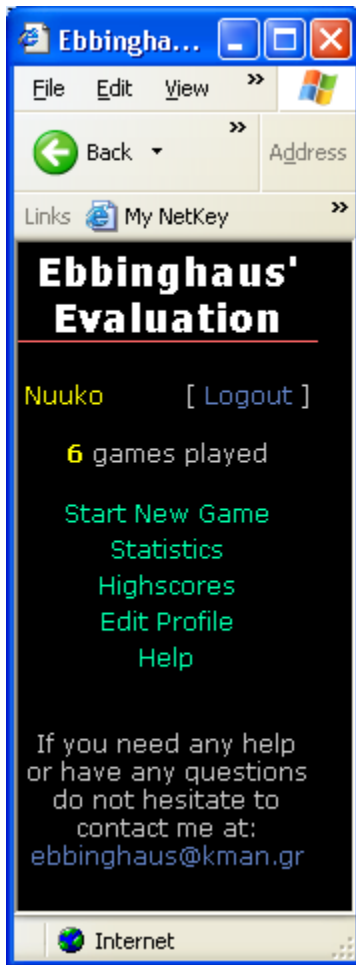 Ebbingha...
File Edit View »
Back » Address
Links My NetKey »
Ebbinghaus'
Evaluation
Nuuko [ Logout ]
6 games played
Start New Game
Statistics
Highscores
Edit Profile
Help
If you need any help
or have any questions
do not hesitate to
contact me at:
ebbinghaus@kman.gr
Internet